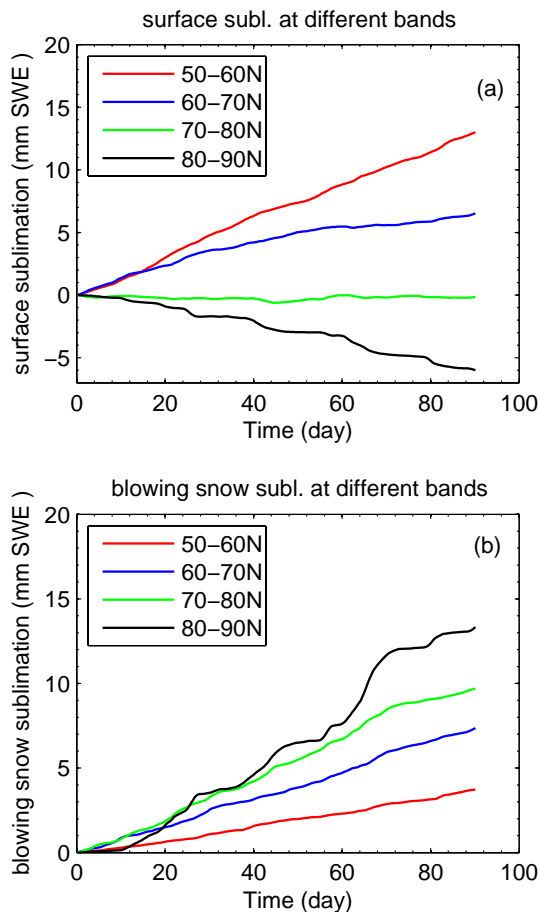 surface subl. at different bands
20
15
10
5
0
−5
surface sublimation (mm SWE )
50−60N
60−70N
70−80N
80−90N
(a)
0 20 40 60 80 100
Time (day)
blowing snow subl. at different bands
20
15
10
5
0
blowing snow sublimation (mm SWE )
50−60N
60−70N
70−80N
80−90N
(b)
0 20 40 60 80 100
Time (day)